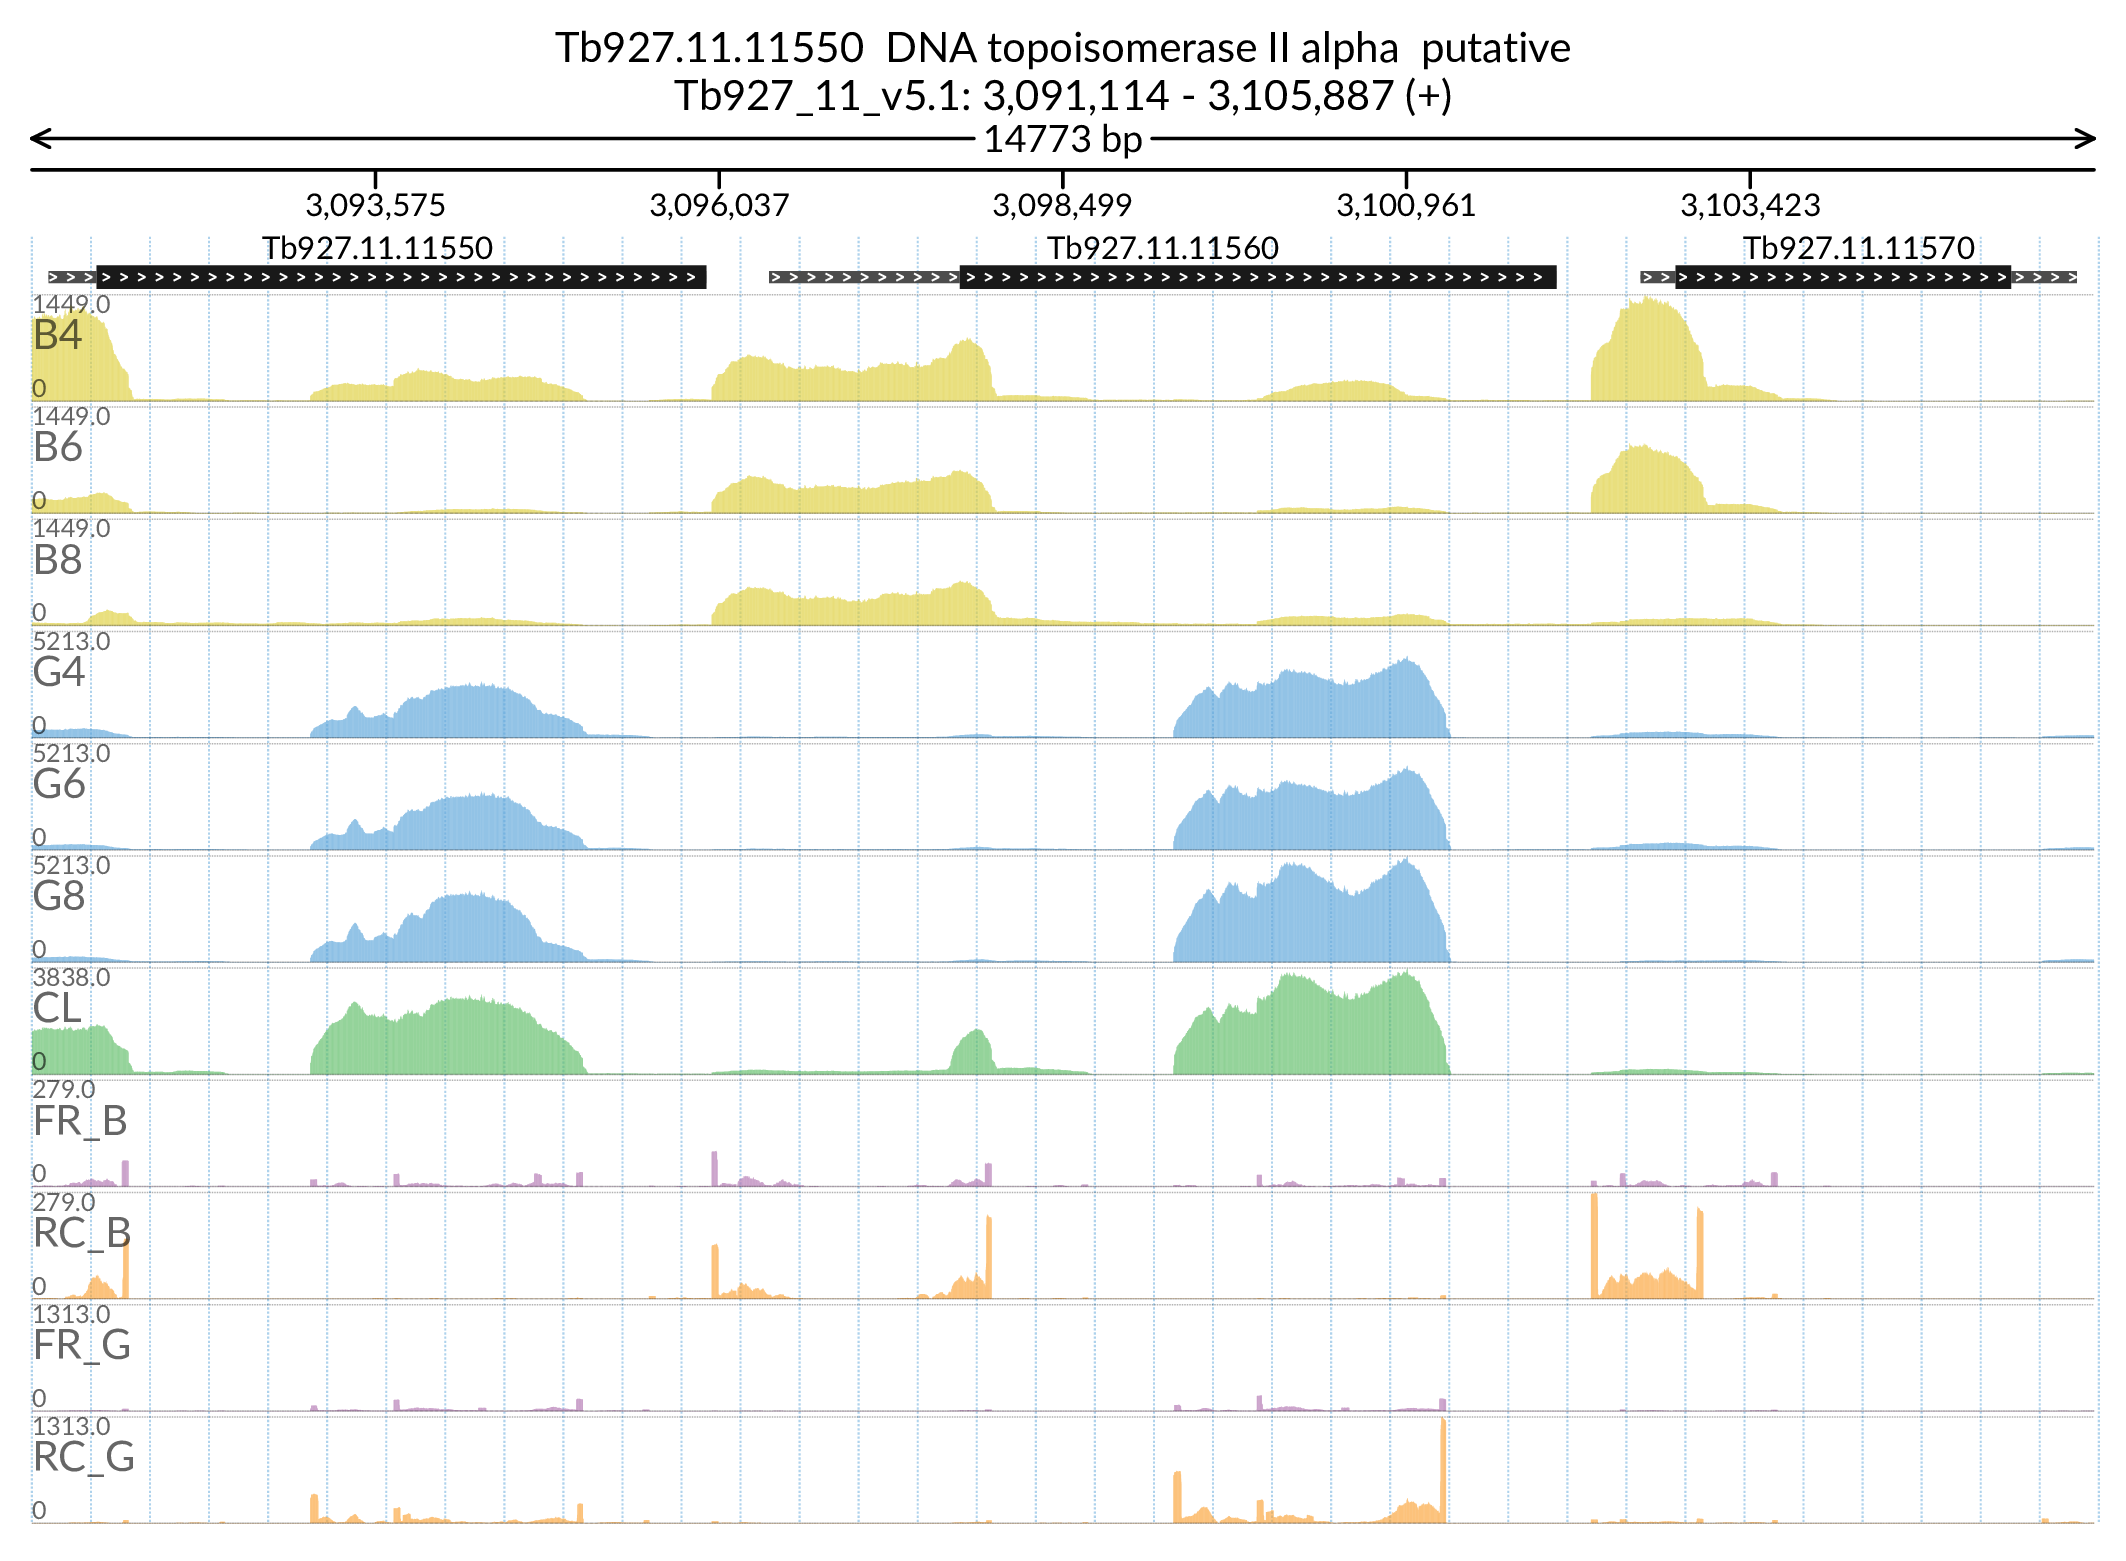 Tb927.11.11550  DNA topoisomerase II alpha  putative
Tb927_11_v5.1: 3,091,114 - 3,105,887 (+)
14773 bp
3,093,575 3,096,037 3,098,499 3,100,961 3,103,423
Tb927.11.11550 Tb927.11.11560 Tb927.11.11570
1449.0
B4
0
1449.0
B6
0
1449.0
B8
0
5213.0
G4
0
5213.0
G6
0
5213.0
G8
0
3838.0
CL
0
279.0
FR_B
0
279.0
RC_B
0
1313.0
FR_G
0
1313.0
RC_G
0